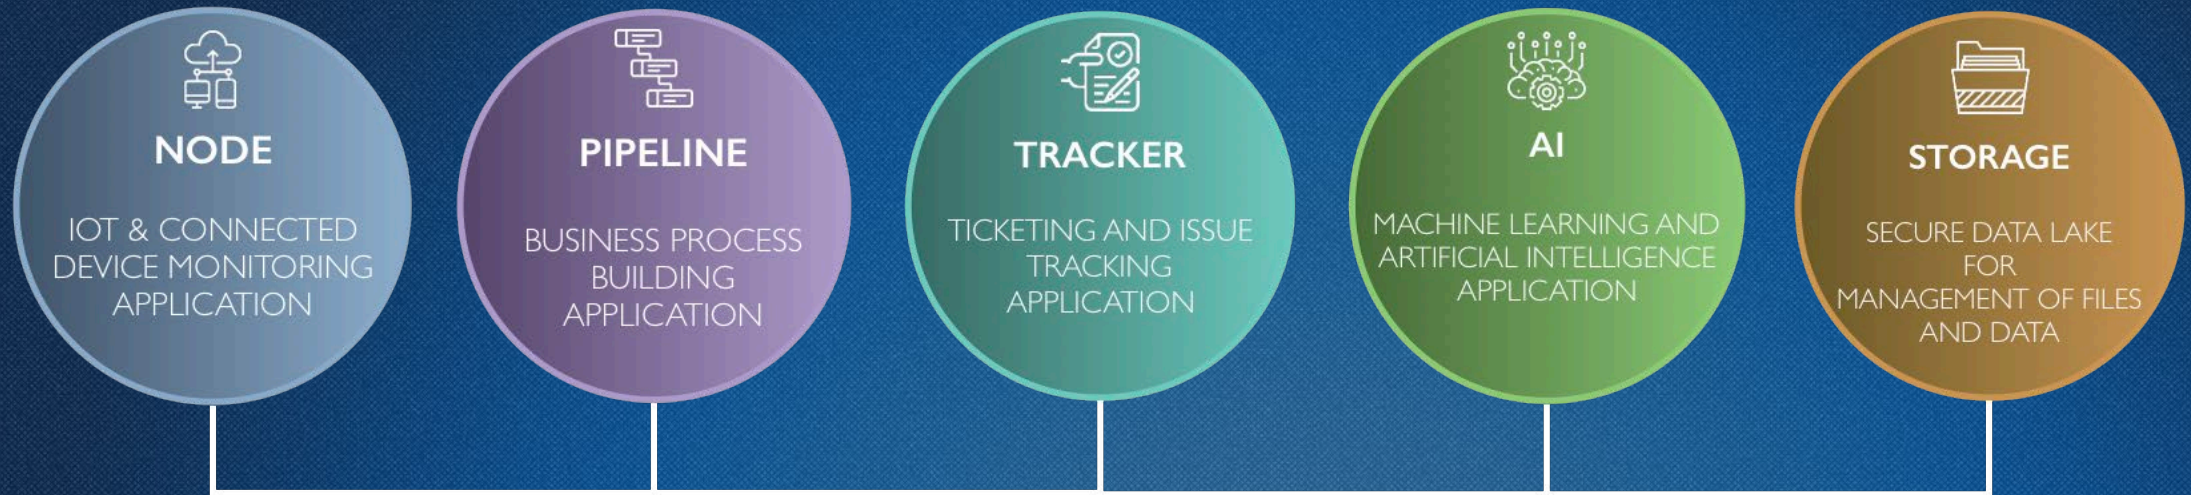 NODE
IOT & CONNECTED
DEVICE MONITORING
APPLICATION
PIPELINE
BUSINESS PROCESS
BUILDING
APPLICATION
TRACKER
TICKETING AND ISSUE
TRACKING
APPLICATION
AI
MACHINE LEARNING AND
ARTIFICIAL INTELLIGENCE
APPLICATION
STORAGE
SECURE DATA LAKE
FOR
MANAGEMENT OF FILES
AND DATA